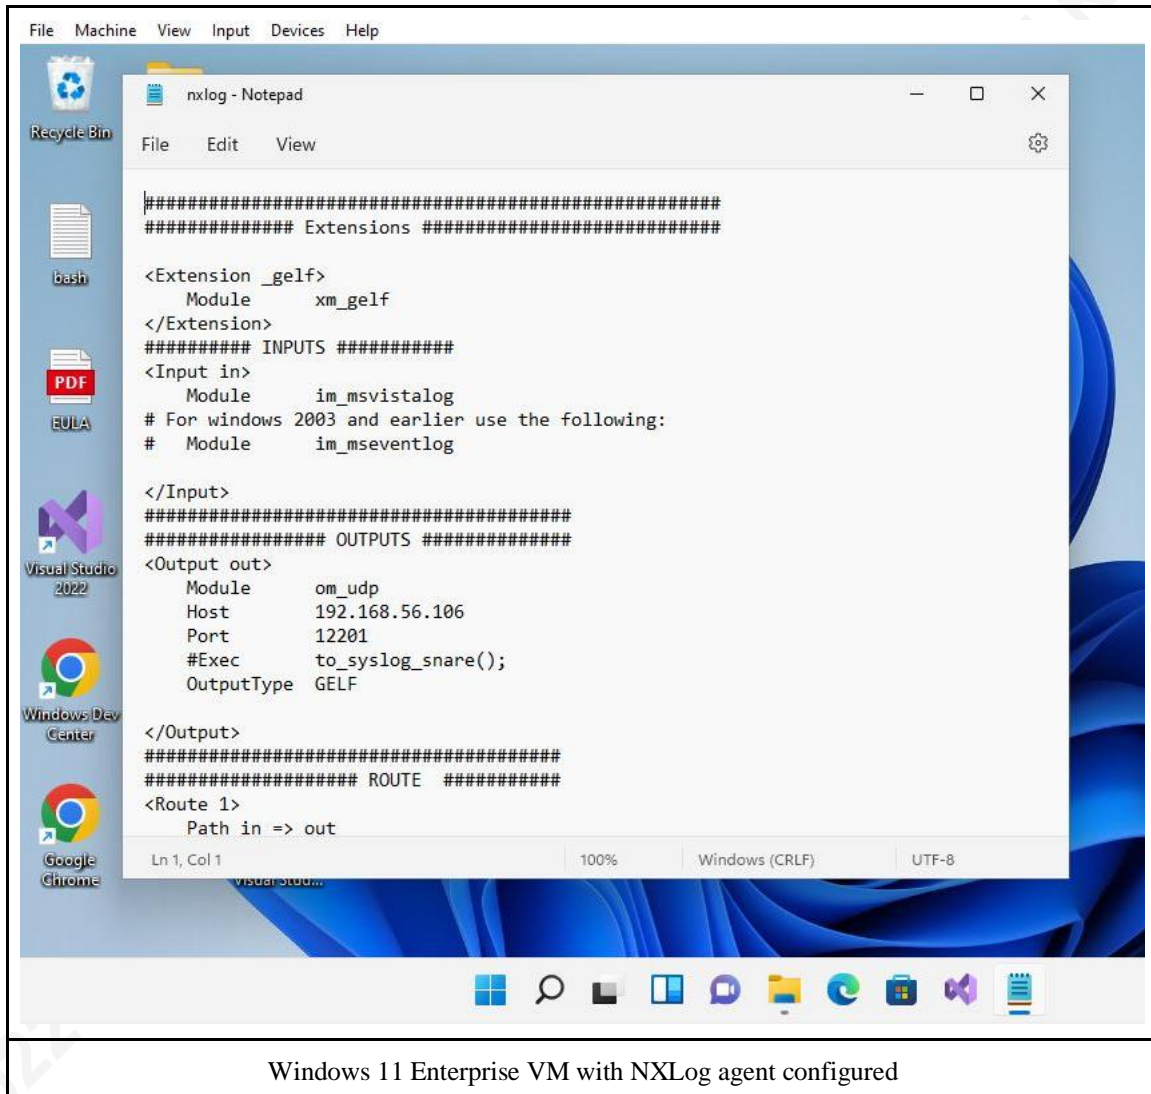 File Machine View Input Devices Help
Recycle Bin
nxlog - Notepad
File Edit View
#####################################################
############## Extensions ############################
<Extension _gelf>
    Module      xm_gelf
</Extension>
########## INPUTS ###########
<Input in>
    Module      im_msvistalog
# For windows 2003 and earlier use the following:
#   Module      im_mseventlog
</Input>
########################################
################# OUTPUTS ##############
<Output out>
    Module      om_udp
    Host        192.168.56.106
    Port        12201
    #Exec       to_syslog_snare();
    OutputType  GELF
</Output>
#######################################
#################### ROUTE  ###########
<Route 1>
    Path in => out
Ln 1, Col 1 100% Windows (CRLF) UTF-8
bash
PDF
EULA
Visual Studio
2022
Windows Dev
Center
Google
Chrome
Visual Stud...
Windows 11 Enterprise VM with NXLog agent configured